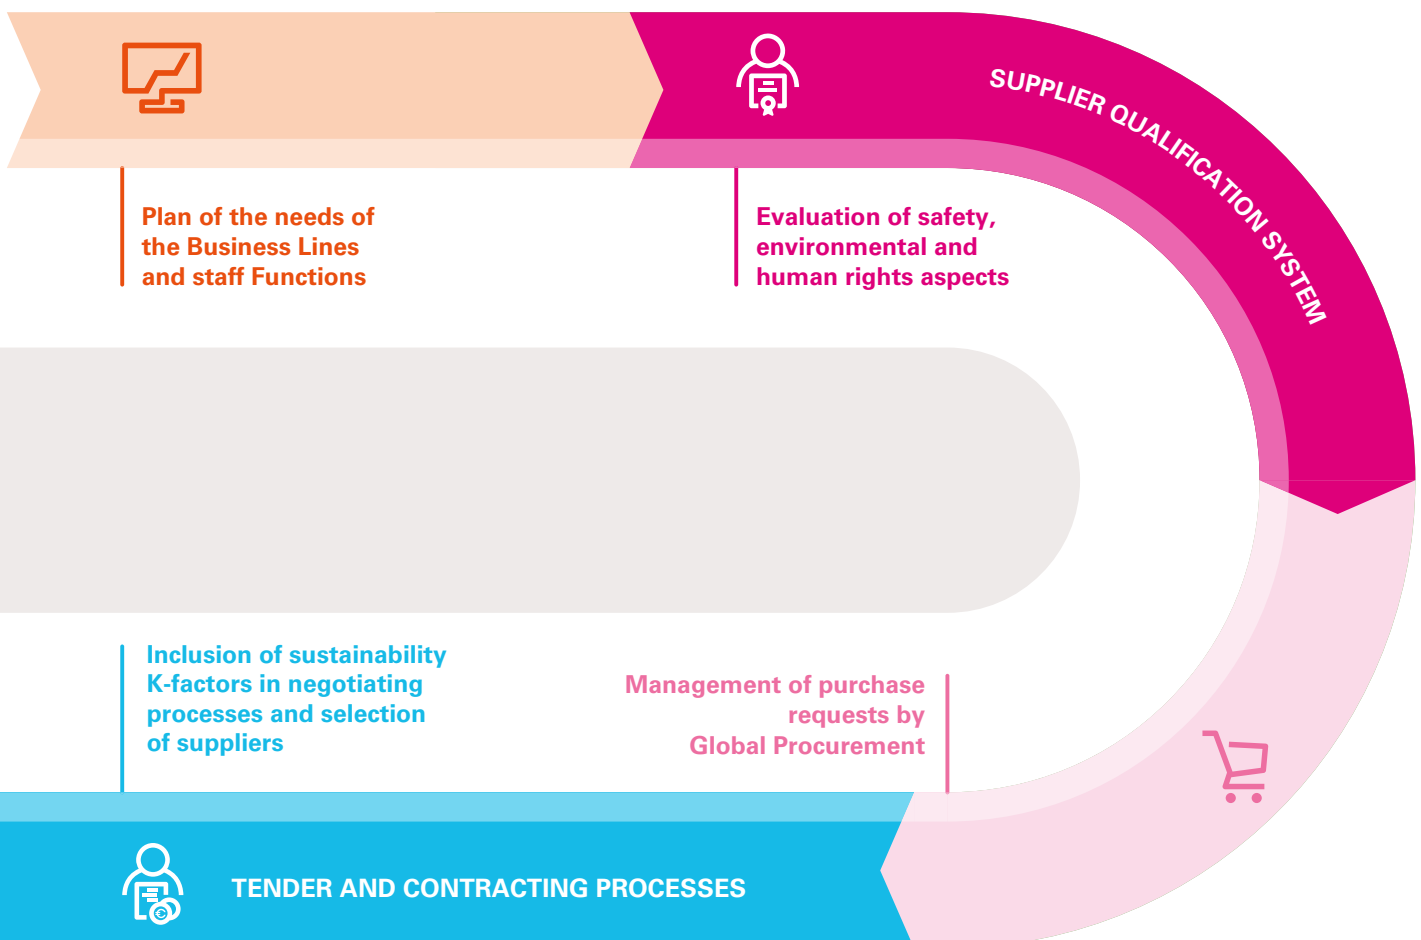 SUPPLIER QUALIFICATION SYSTEM
Plan of the needs of
the Business Lines
and staff Functions
Evaluation of safety,
environmental and
human rights aspects
Inclusion of sustainability
K-factors in negotiating
processes and selection
of suppliers
Management of purchase
requests by
Global Procurement
€
TENDER AND CONTRACTING PROCESSES